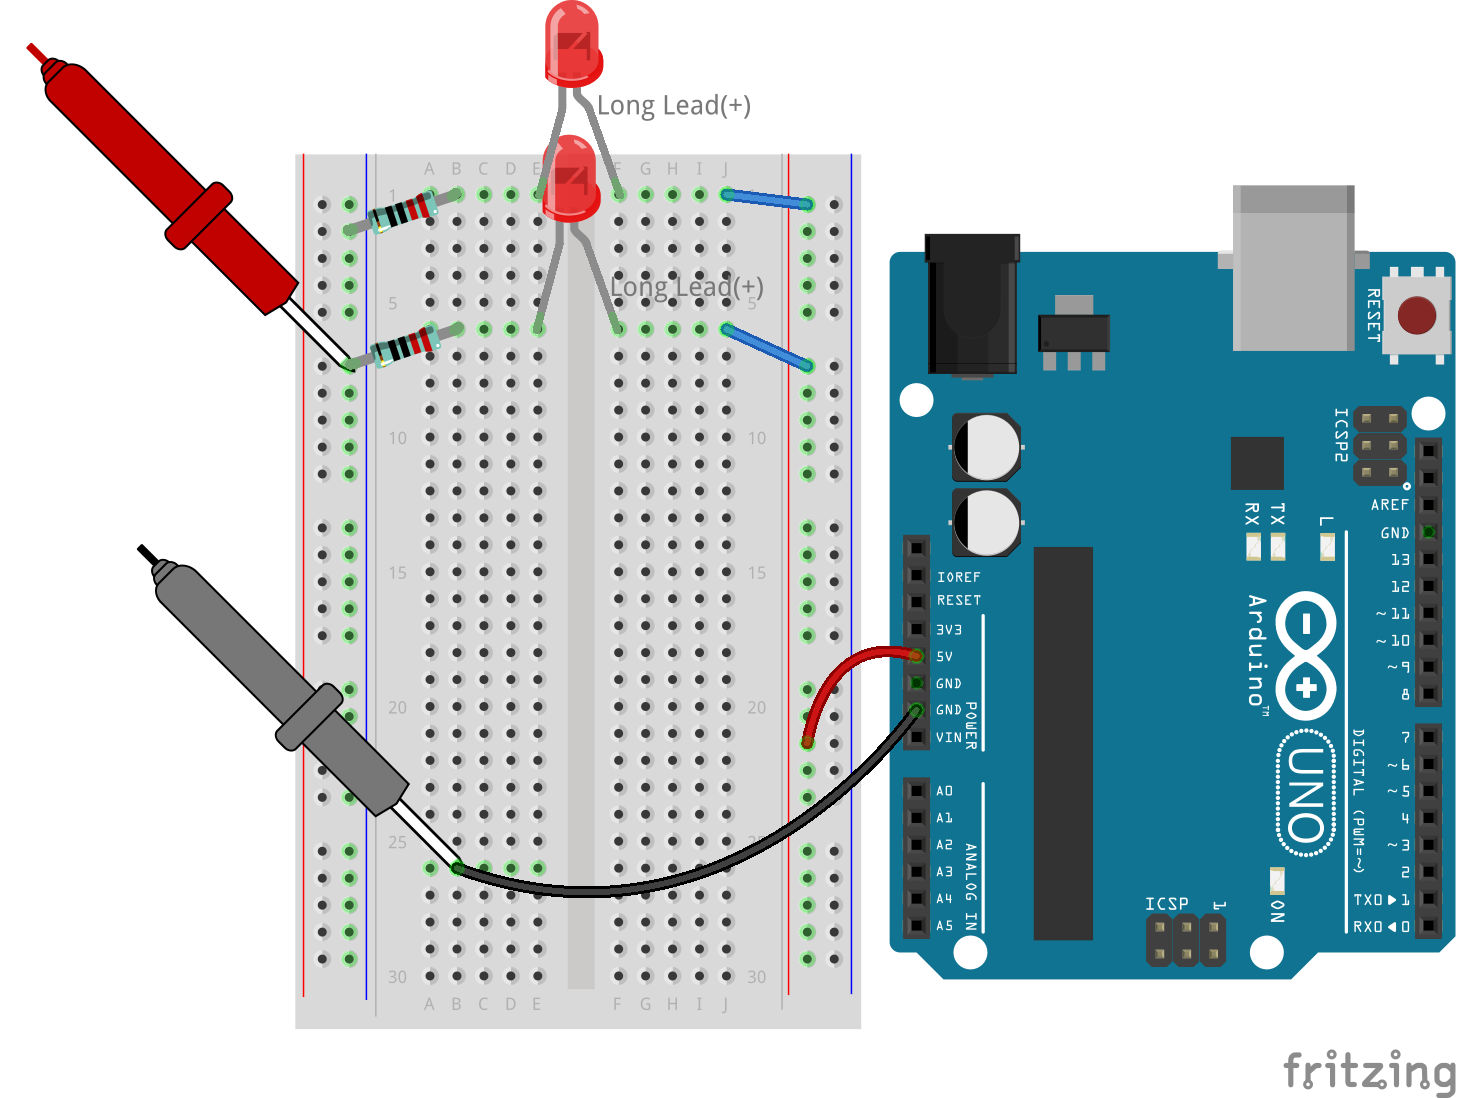 Long Lead(+)
A B C D E F G H I J
1
Long Lead(+)
5 5
10 10
15 15
20 20
25 25
30 30
A B C D E F G H I J
RESET
ICSP2
AREF
GND
13
12
~11
~10
~9
8
7
~6
~5
4
~3
2
TX0▶1
RX0◀0
DIGITAL (PWM=~)
RX
TX
L
Arduino™
UNO
ON
ICSP
1
IOREF
RESET
3V3
5V
GND
GND
VIN
POWER
A0
A1
A2
A3
A4
A5
ANALOG IN
fritzing